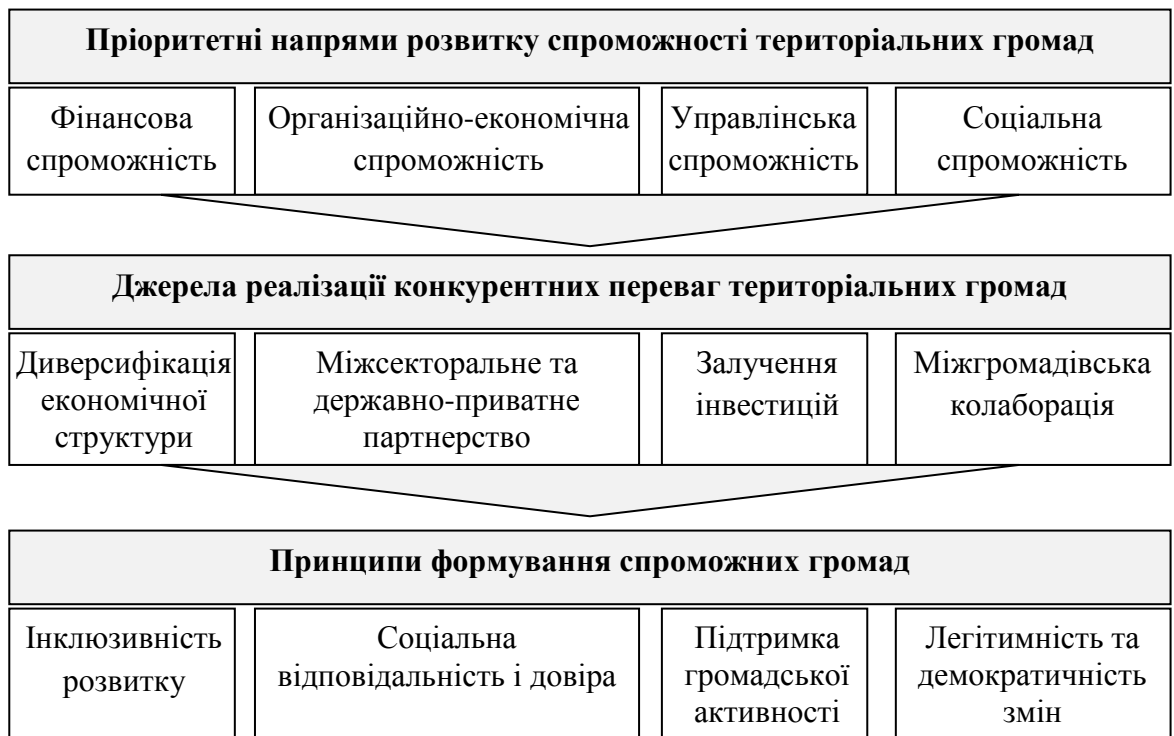 Пріоритетні напрями розвитку спроможності територіальних громад
Фінансова
спроможність
Організаційно-економічна
спроможність
Управлінська
спроможність
Соціальна
спроможність
Джерела реалізації конкурентних переваг територіальних громад
Диверсифікація
економічної
структури
Міжсекторальне та
державно-приватне
партнерство
Залучення
інвестицій
Міжгромадівська
колаборація
Принципи формування спроможних громад
Інклюзивність
розвитку
Соціальна
відповідальність і довіра
Підтримка
громадської
активності
Легітимність та
демократичність
змін